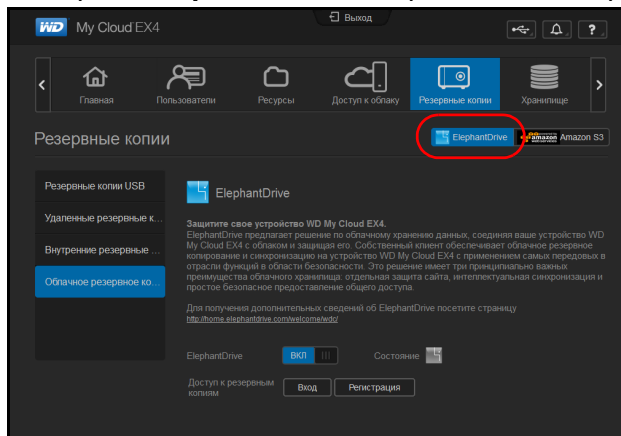 WD My Cloud EX4
Выход
?
Главная
Пользователи
Ресурсы
Доступ к облаку
Резервные копии
Хранилище
Резервные копии
ElephantDrive
amazon
Amazon S3
Резервные копии USB
Удаленные резервные к...
Внутренние резервные ...
Облачное резервное ко...
ElephantDrive
Защитите свое устройство WD My Cloud EX4.
ElephantDrive предлагает решение по облачному хранению данных, соединяя ваше устройство WD
My Cloud EX4 с облаком и защищая его. Собственный клиент обеспечивает облачное резервное
копирование и синхронизацию на устройство WD My Cloud EX4 с применением самых передовых в
отрасли функций в области безопасности. Это решение имеет три принципиально важных
преимущества облачного хранилища: отдельная защита сайта, интеллектуальная синхронизация и
простое безопасное предоставление общего доступа.
Для получения дополнительных сведений об ElephantDrive посетите страницу
http://home.elephantdrive.com/welcome/wdc/
ElephantDrive
ВКЛ
Состояние
Доступ к резервным
копиям
Вход
Регистрация